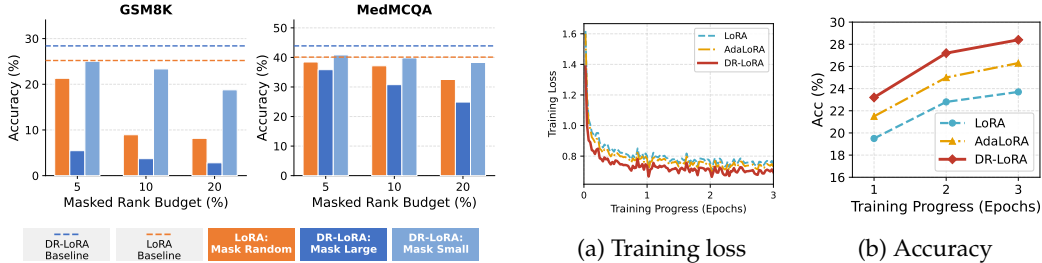 GSM8K
Accuracy (%)
30
20
10
0
5
10
20
Masked Rank Budget (%)
MedMCQA
Accuracy (%)
50
40
30
20
10
0
5
10
20
Masked Rank Budget (%)
DR-LoRA
Baseline
LoRA
Baseline
LoRA:
Mask Random
DR-LoRA:
Mask Large
DR-LoRA:
Mask Small
Training Loss
1.6
1.4
1.2
1.0
0.8
0
1
2
3
Training Progress (Epochs)
LoRA
AdaLoRA
DR-LoRA
(a) Training loss
Acc (%)
30
28
26
24
22
20
18
16
1
2
3
Training Progress (Epochs)
LoRA
AdaLoRA
DR-LoRA
(b) Accuracy